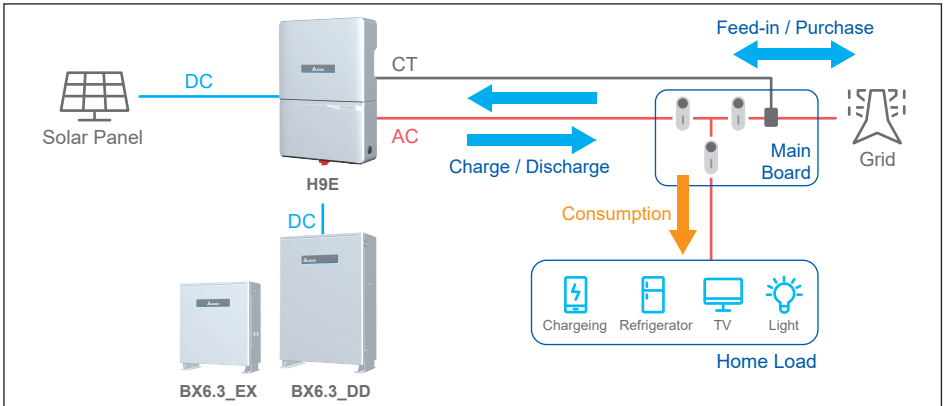 Feed-in / Purchase
CT
DC
Solar Panel
AC
Charge / Discharge
Main
Board
Grid
H9E
DC
Consumption
Chargeing
Refrigerator
TV
Light
Home Load
BX6.3_EX
BX6.3_DD